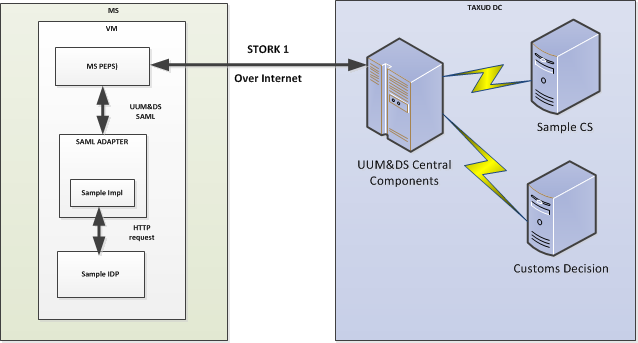 MS
VM
MS PEPS)
UUM&DS
SAML
SAML ADAPTER
Sample Impl
HTTP
request
Sample IDP
STORK 1
Over Internet
TAXUD DC
UUM&DS Central
Components
Sample CS
Customs Decision